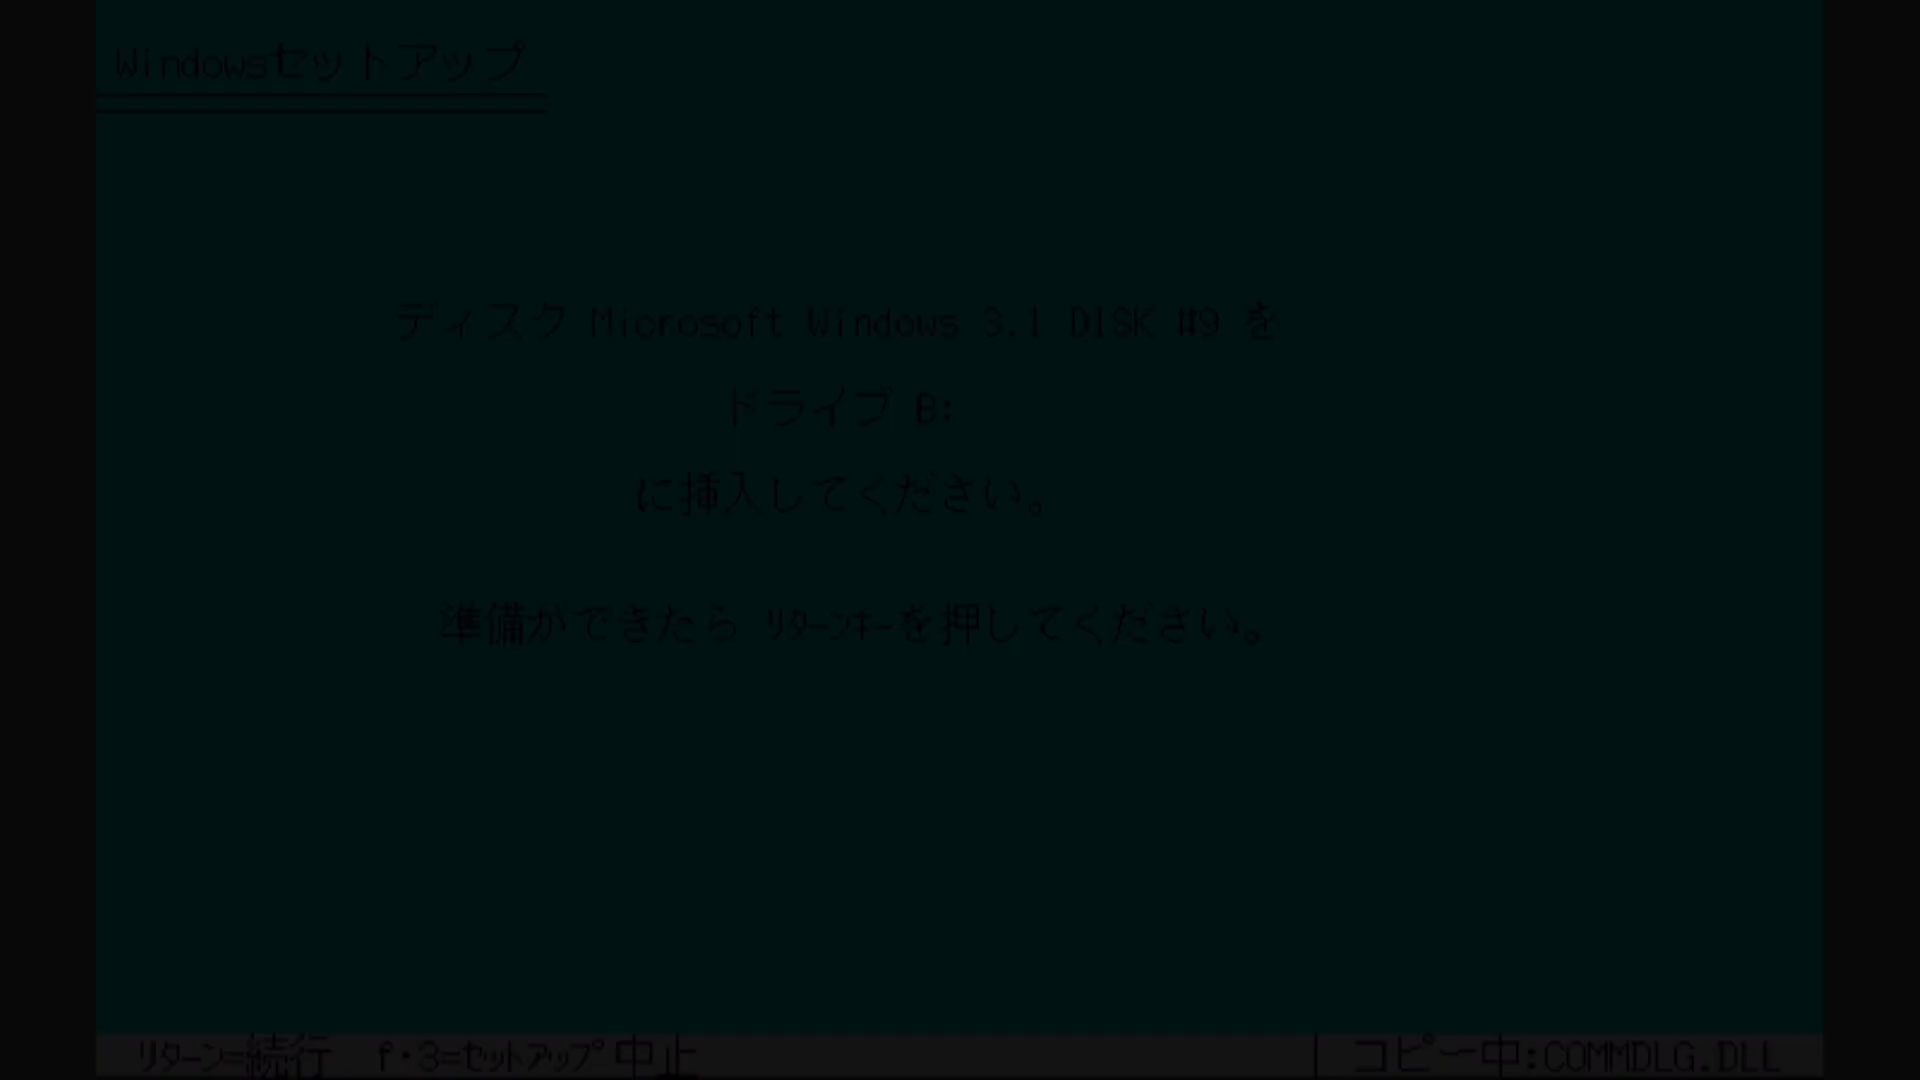 Windowsセットアップ
ディスク Microsoft Windows 3.1 DISK #9 を
ドライブ B:
に挿入してください。
準備ができたら ﾘﾀｰﾝｷｰを押してください。
ﾘﾀｰﾝ=続行 f・3=ｾｯﾄｱｯﾌﾟ中止 | コピー中:COMMDLG.DLL